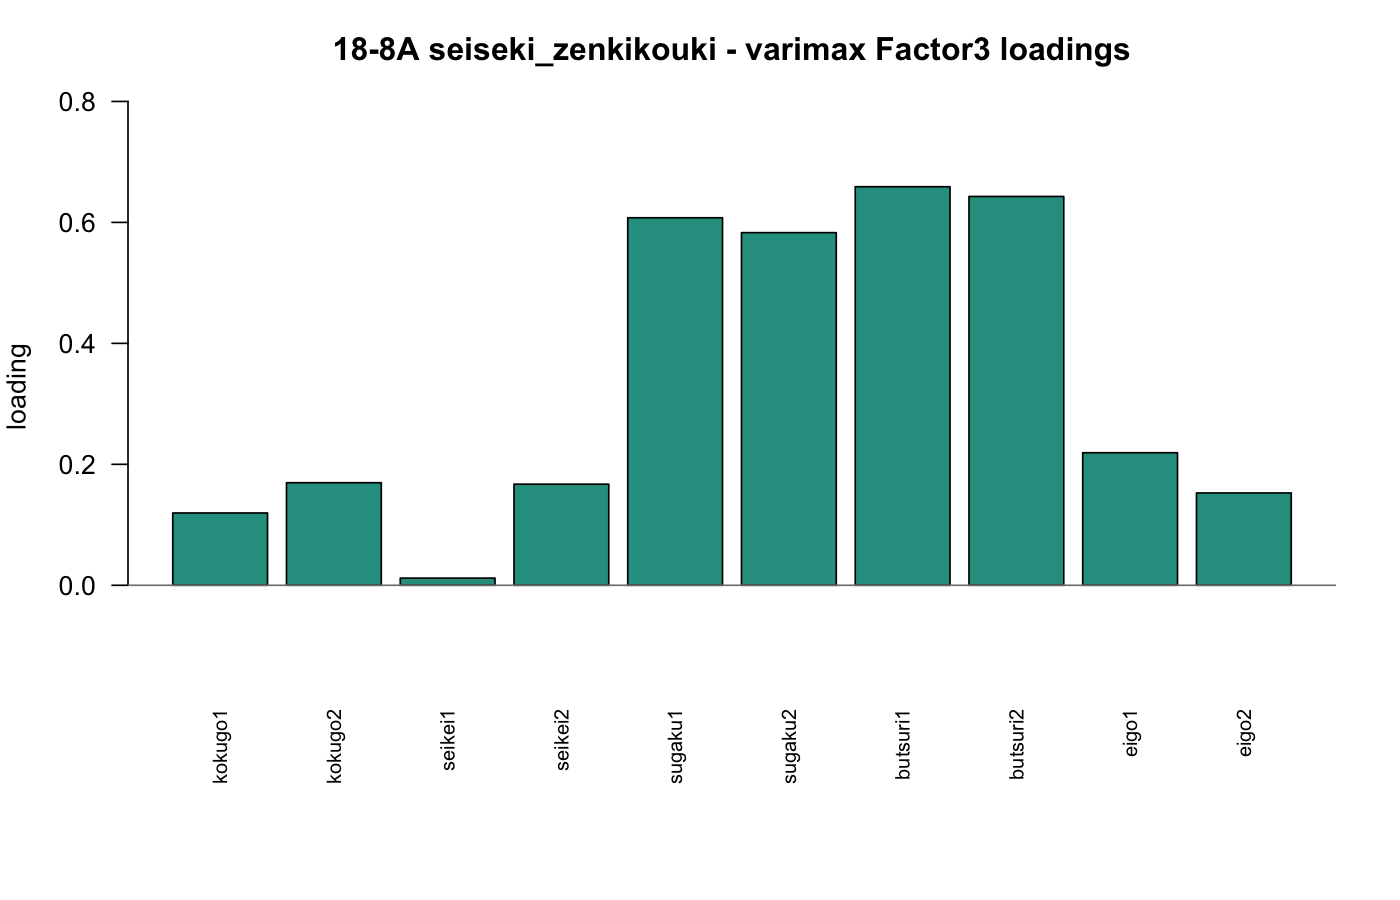 18-8A seiseki_zenkikouki - varimax Factor3 loadings
0.8
0.6
0.4
0.2
0.0
loading
kokugo1
kokugo2
seikei1
seikei2
sugaku1
sugaku2
butsuri1
butsuri2
eigo1
eigo2